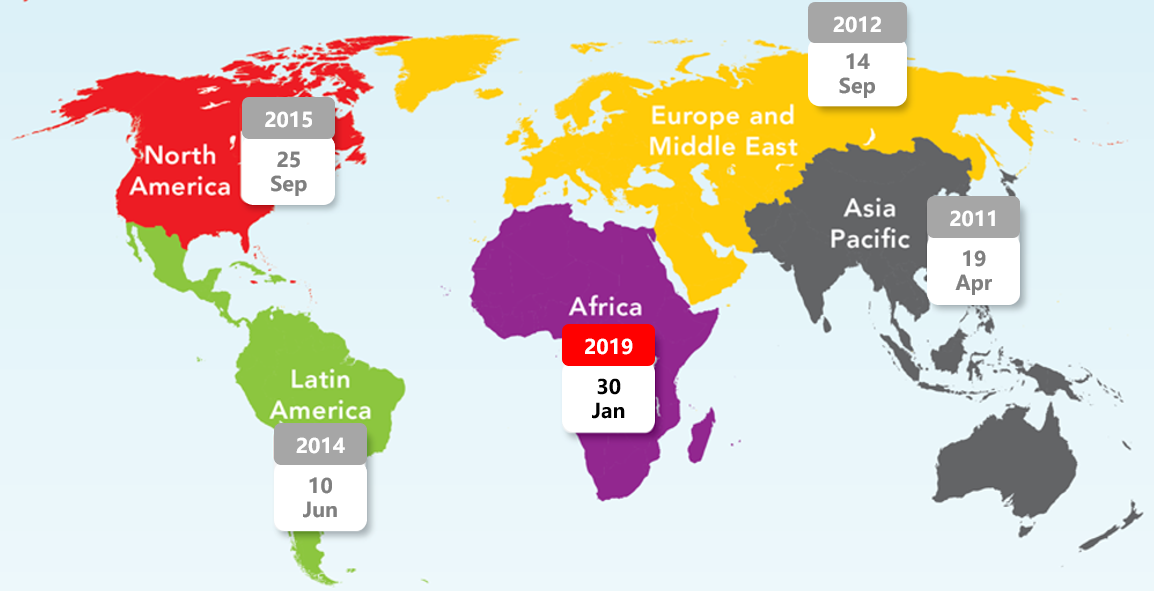 2012
14
Sep
Europe and
Middle East
2015
25
Sep
North
America
Asia
Pacific
2011
19
Apr
Africa
2019
30
Jan
Latin
America
2014
10
Jun